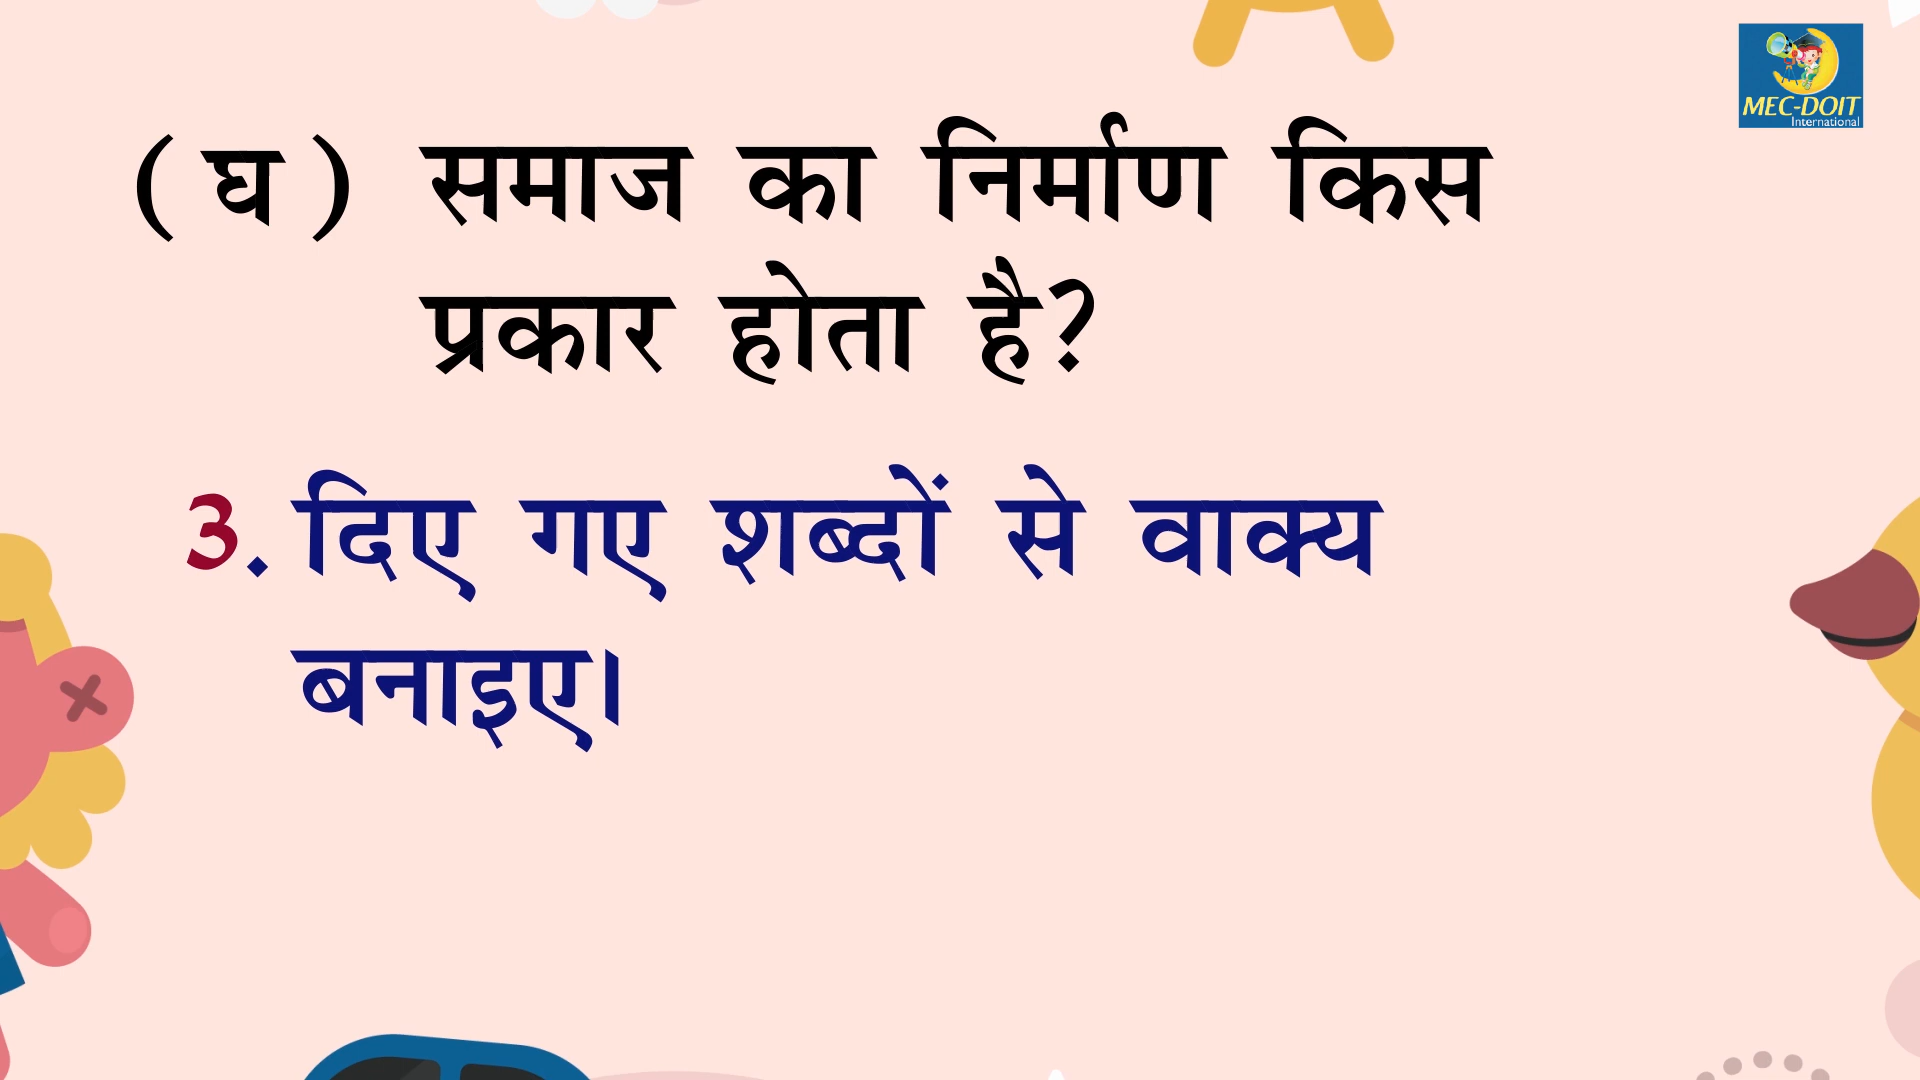 MEC-DOIT
International
(घ) समाज का निर्माण किस
प्रकार होता है?
3. दिए गए शब्दों से वाक्य
बनाइए।